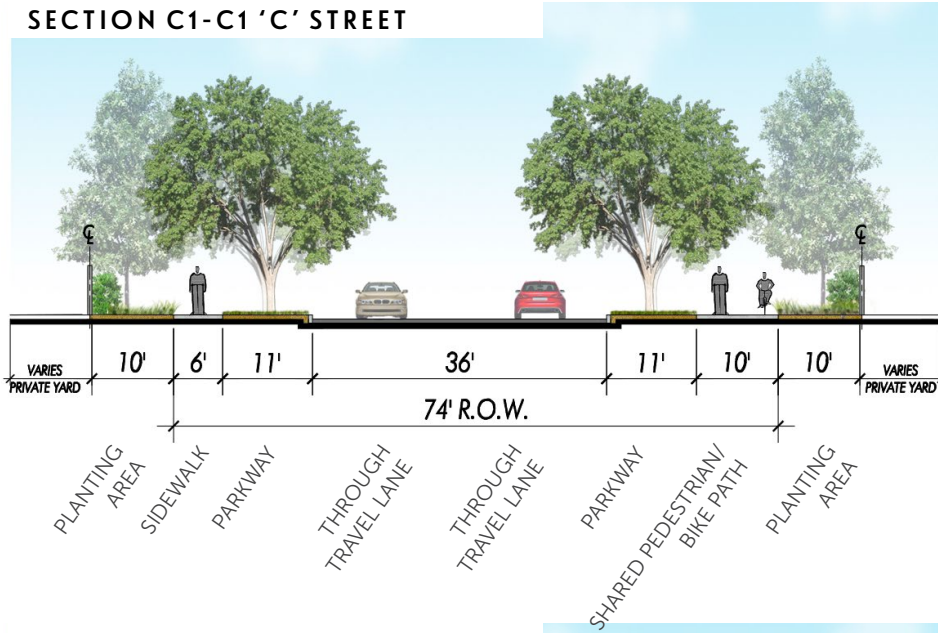 SECTION C1-C1 ‘C’ STREET
℄
℄
VARIES
PRIVATE YARD
10'
6'
11'
36'
11'
10'
10'
VARIES
PRIVATE YARD
74' R.O.W.
PLANTING
AREA
SIDEWALK
PARKWAY
THROUGH
TRAVEL LANE
THROUGH
TRAVEL LANE
PARKWAY
SHARED PEDESTRIAN/
BIKE PATH
PLANTING
AREA